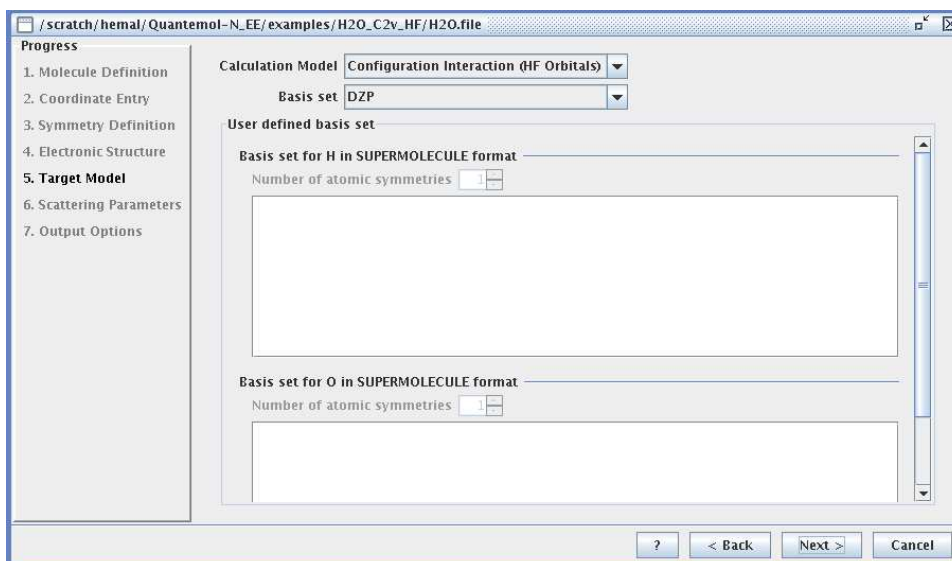 /scratch/hemal/Quantemol-N_EE/examples/H2O_C2v_HF/H2O.file
Progress
1. Molecule Definition
2. Coordinate Entry
3. Symmetry Definition
4. Electronic Structure
5. Target Model
6. Scattering Parameters
7. Output Options
Calculation Model Configuration Interaction (HF Orbitals)
Basis set DZP
User defined basis set
Basis set for H in SUPERMOLECULE format
Number of atomic symmetries 1
Basis set for O in SUPERMOLECULE format
Number of atomic symmetries 1
? < Back Next > Cancel